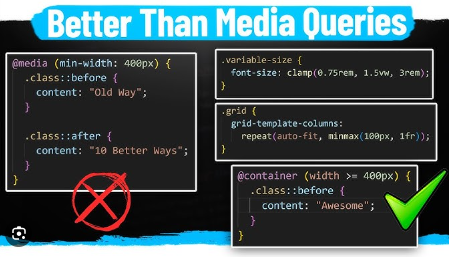 Better Than Media Queries
@media (min-width: 400px) {
.class::before {
content: "Old Way";
}
.class::after {
content: "10 Better Ways";
}
}
.variable-size {
font-size: clamp(0.75rem, 1.5vw, 3rem);
}
.grid {
grid-template-columns:
repeat(auto-fit, minmax(100px, 1fr));
}
@container (width >= 400px) {
.class::before {
content: "Awesome";
}
}